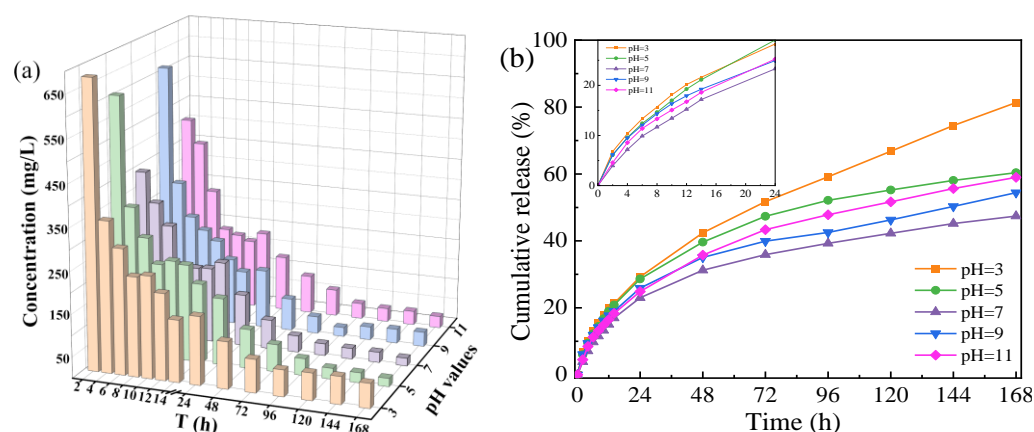 (a)
Concentration (mg/L)
650
550
450
350
250
150
50
2 4 6 8 10 12 14 24 48 72 96 120 144 168
T (h)
3 5 7 9 11
pH values
(b)
Cumulative release (%)
100
80
60
40
20
0
0 24 48 72 96 120 144 168
Time (h)
pH=3
pH=5
pH=7
pH=9
pH=11
20
10
0
0 4 8 12 16 20 24
pH=3
pH=5
pH=7
pH=9
pH=11